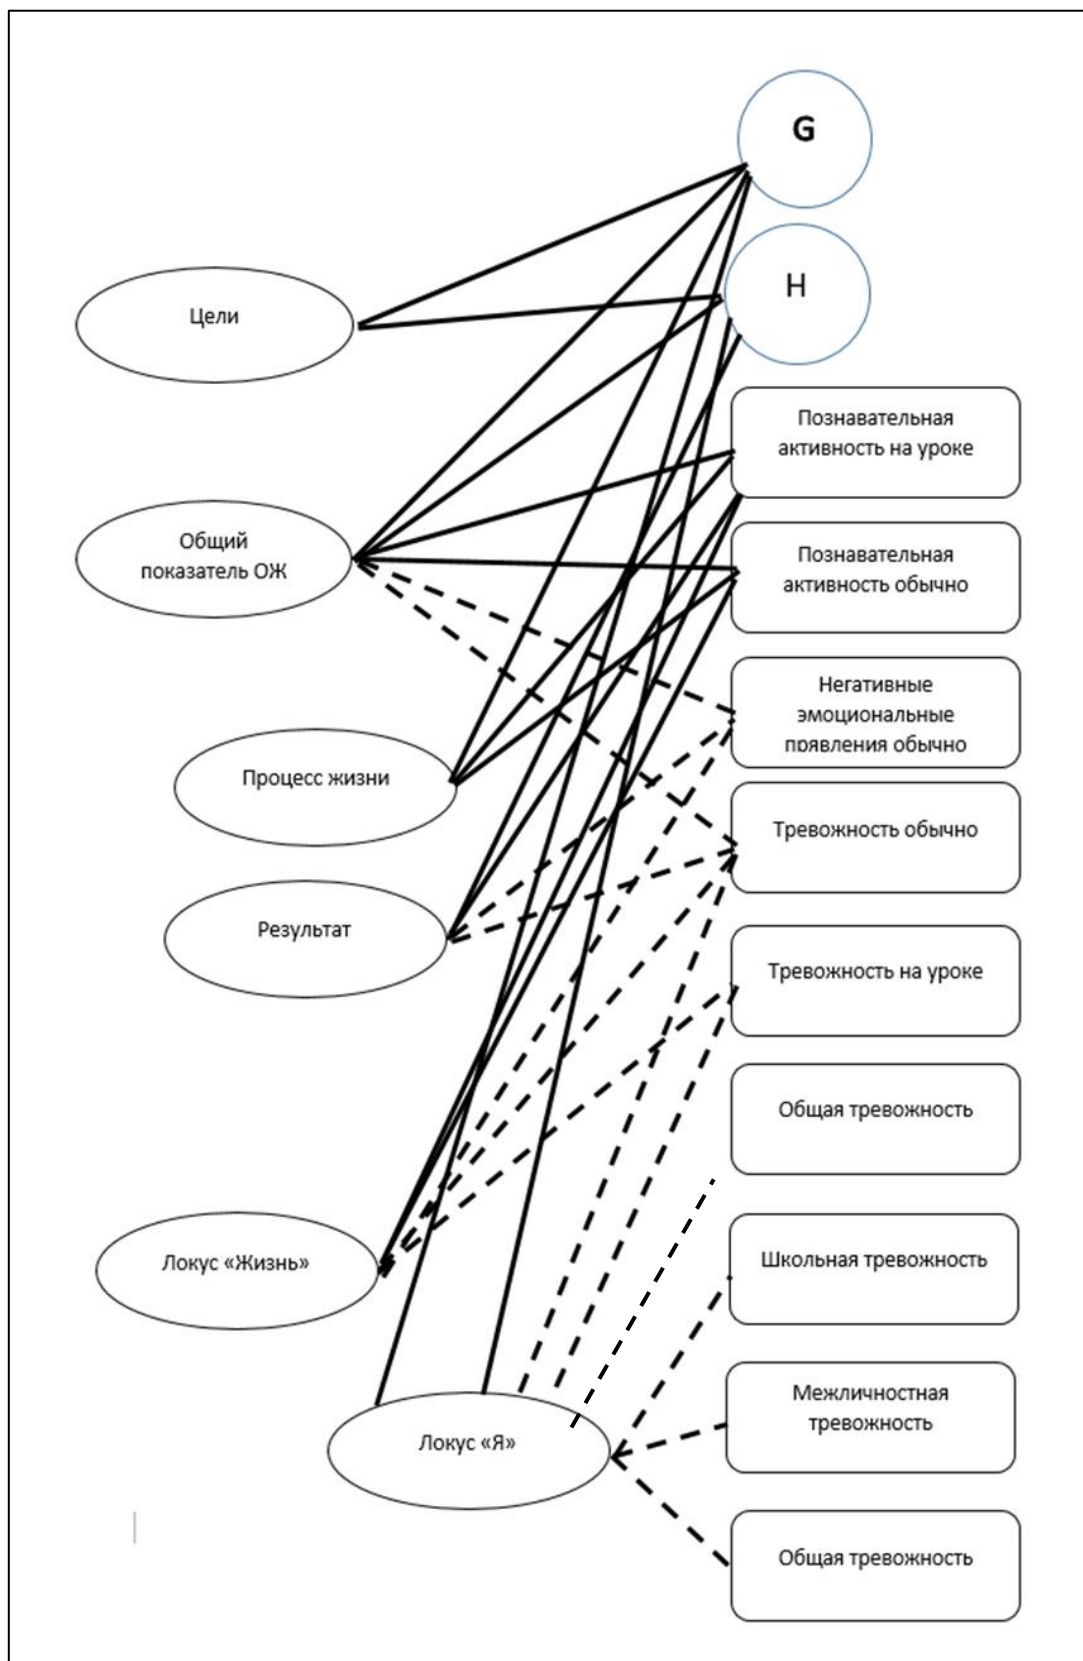 G
H
Цели
Познавательная
активность на уроке
Общий
показатель ОЖ
Познавательная
активность обычно
Негативные
эмоциональные
прявления обычно
Процесс жизни
Тревожность обычно
Результат
Тревожность на уроке
Общая тревожность
Локус «Жизнь»
Школьная тревожность
Межличностная
тревожность
Локус «Я»
Общая тревожность